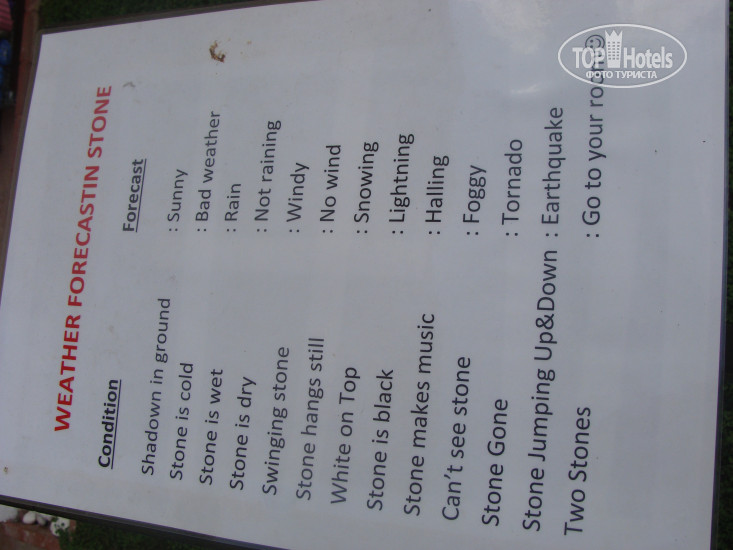 WEATHER FORECASTIN STONE
Condition Forecast
Shadown in ground : Sunny
Stone is cold : Bad weather
Stone is wet : Rain
Stone is dry : Not raining
Swinging stone : Windy
Stone hangs still : No wind
White on Top : Snowing
Stone is black : Lightning
Stone makes music : Halling
Can't see stone : Foggy
Stone Gone : Tornado
Stone Jumping Up&Down : Earthquake
Two Stones : Go to your room☺
TOP Hotels
ФОТО ТУРИСТА